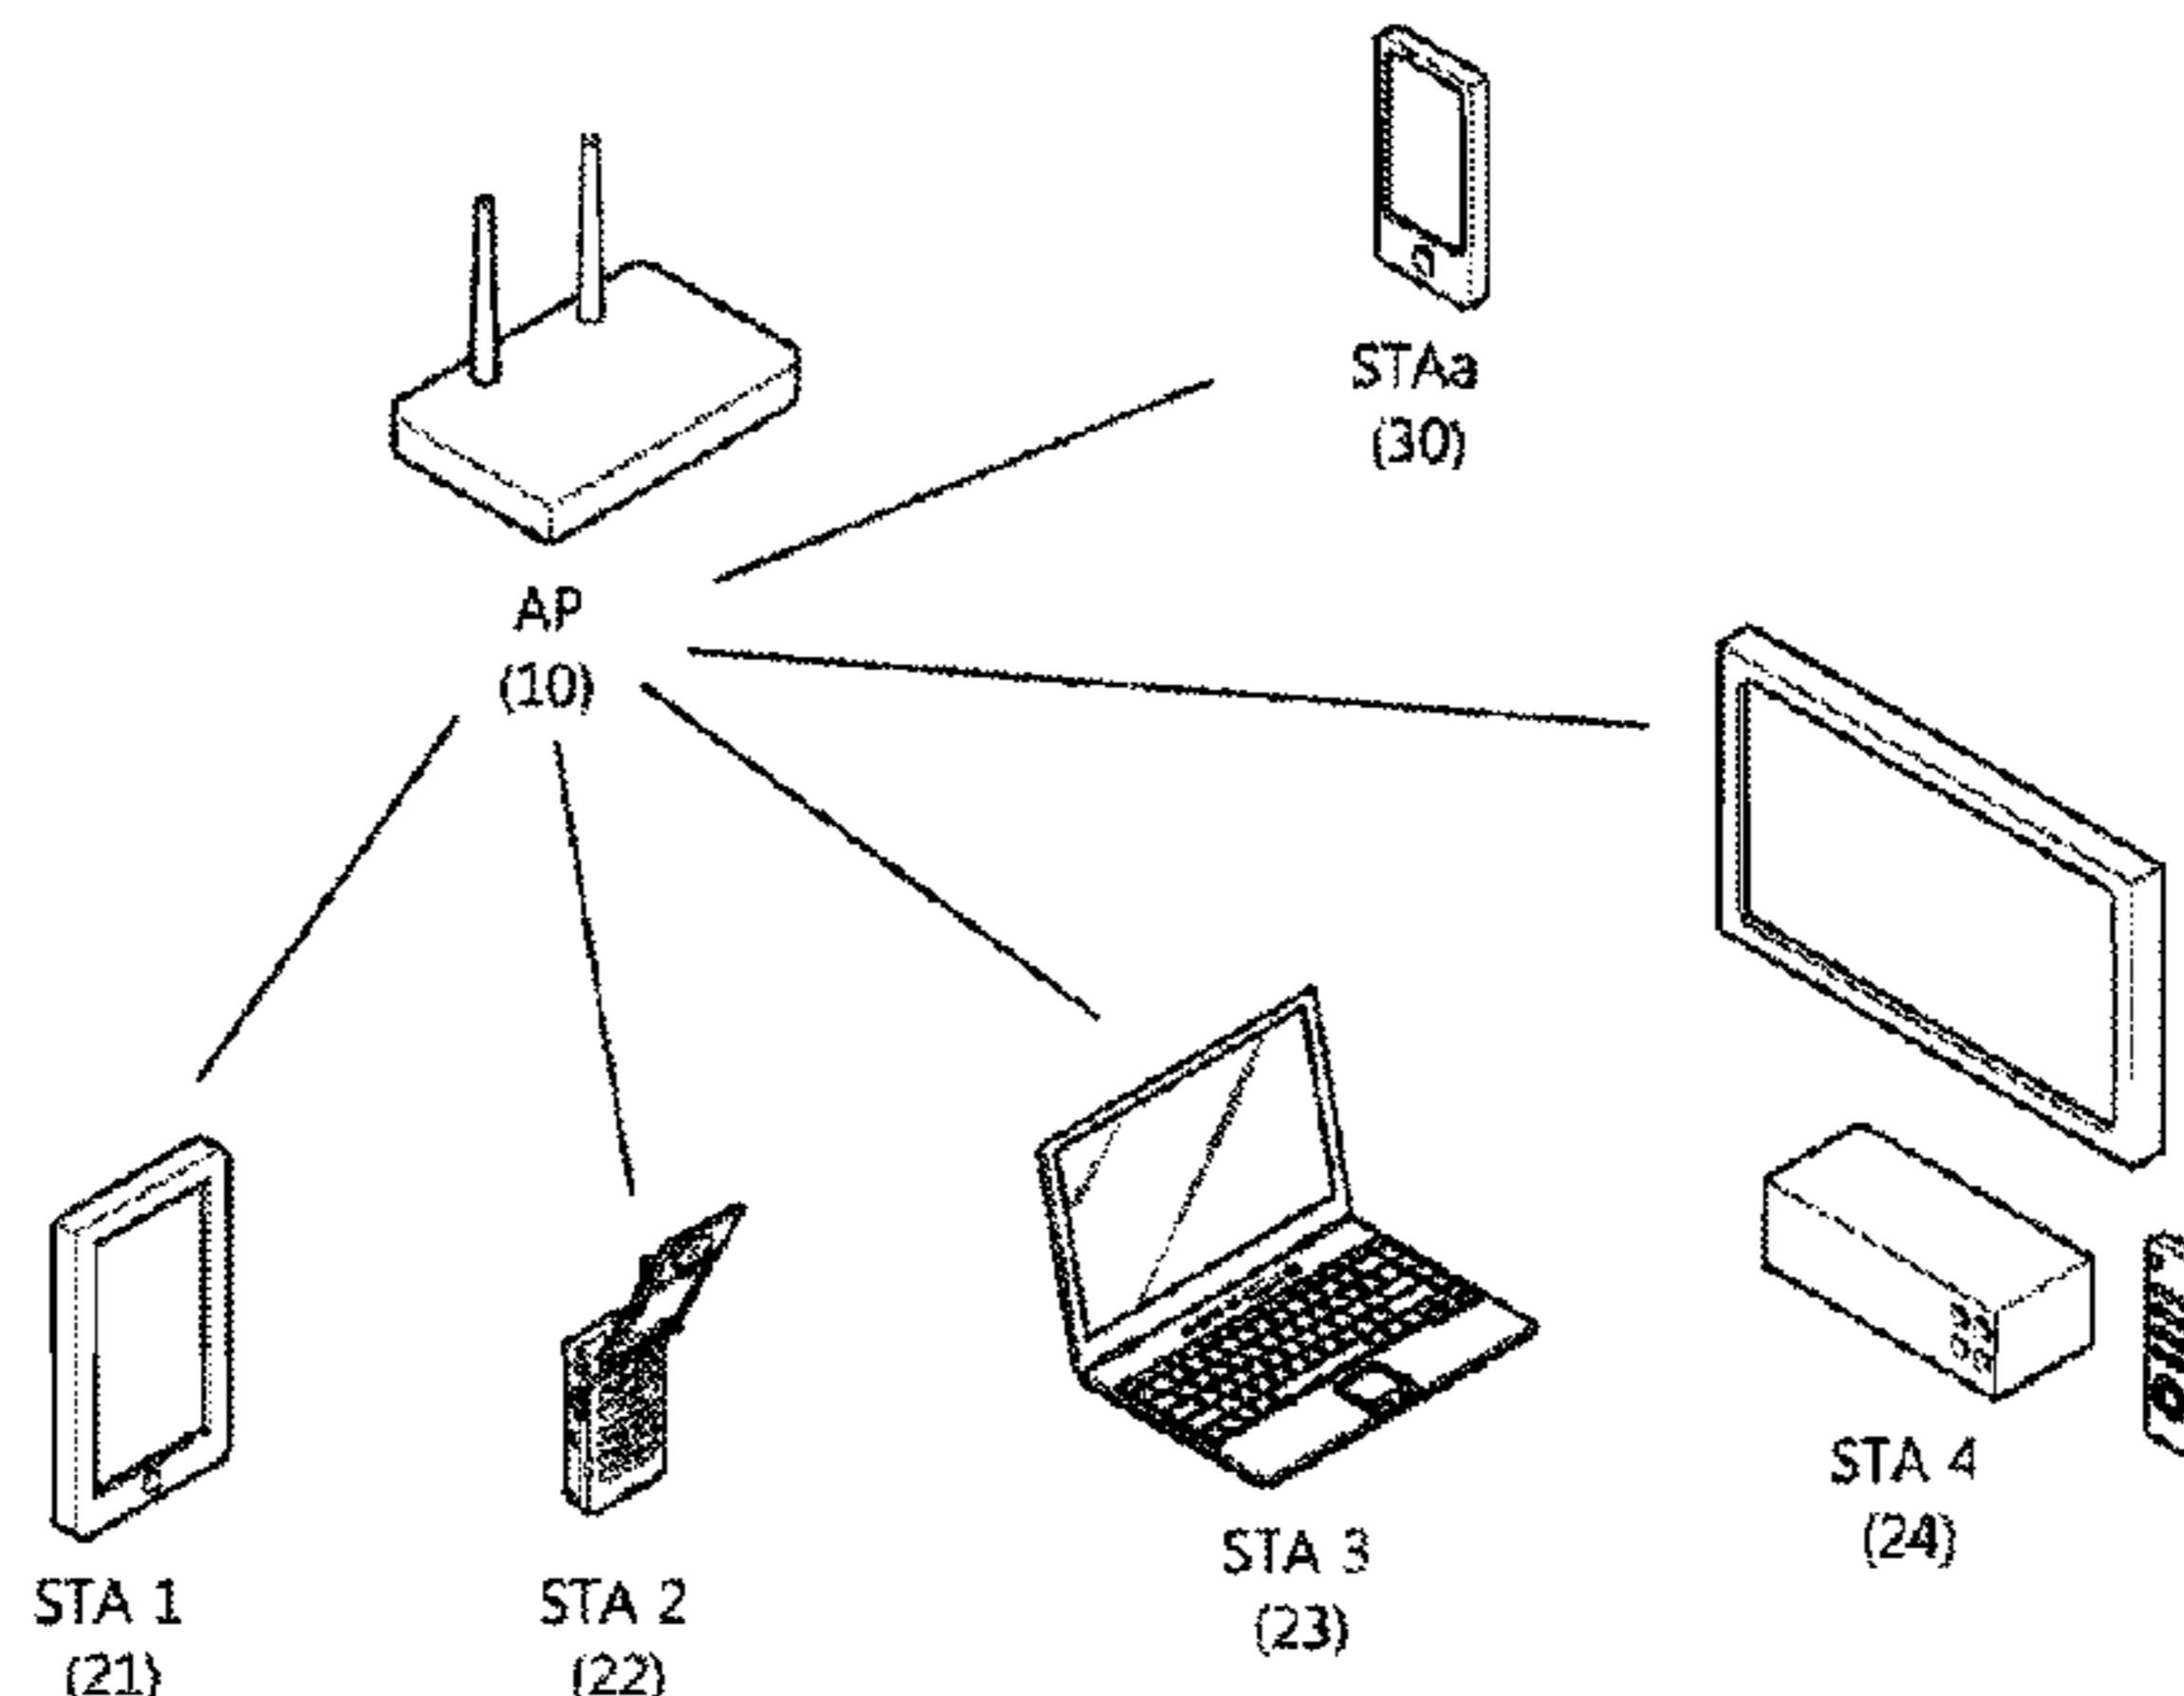 STAa
(30)
AP
(10)
STA 4
(24)
STA 3
(23)
STA 1
(21)
STA 2
(22)